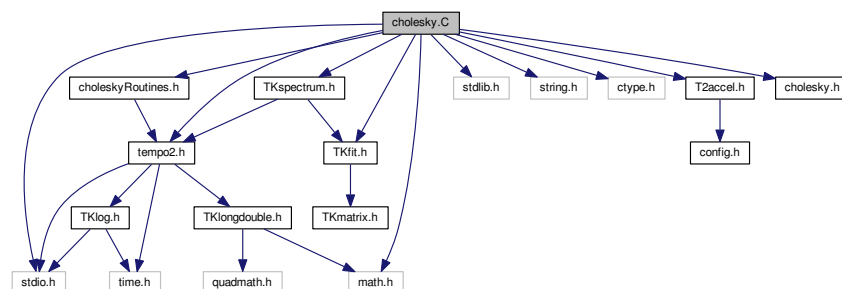 cholesky.C
choleskyRoutines.h
TKspectrum.h
stdlib.h
string.h
ctype.h
T2accel.h
cholesky.h
tempo2.h
TKfit.h
config.h
TKlog.h
TKlongdouble.h
TKmatrix.h
stdio.h
time.h
quadmath.h
math.h